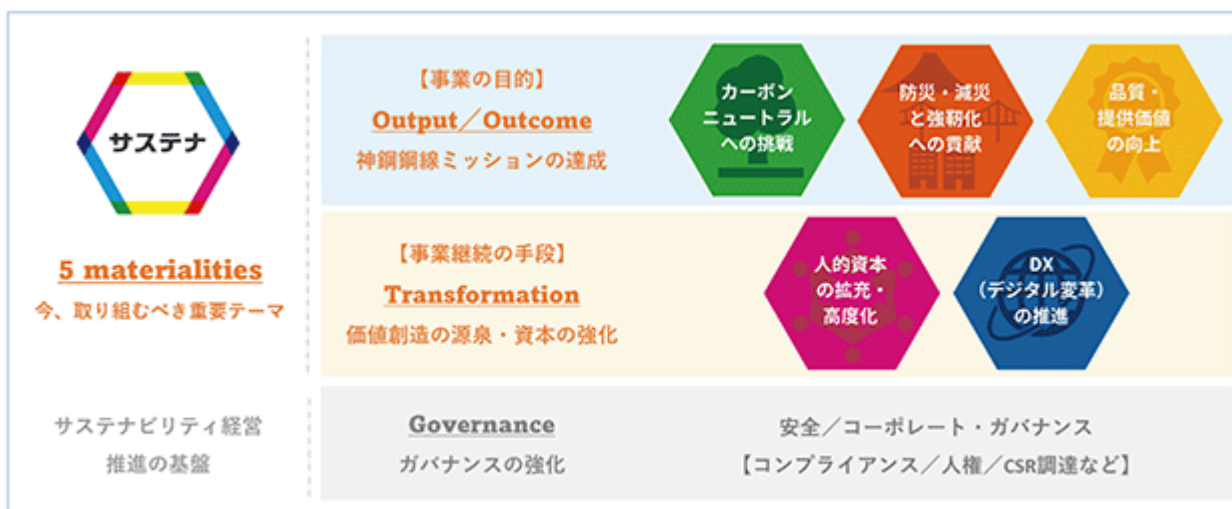 サステナ
5 materialities
今、取り組むべき重要テーマ
【事業の目的】
Output／Outcome
神鋼鋼線ミッションの達成
カーボン
ニュートラル
への挑戦
防災・減災
と強靭化
への貢献
品質・
提供価値
の向上
【事業継続の手段】
Transformation
価値創造の源泉・資本の強化
人的資本
の拡充・
高度化
DX
（デジタル変革）
の推進
サステナビリティ経営
推進の基盤
Governance
ガバナンスの強化
安全／コーポレート・ガバナンス
【コンプライアンス／人権／CSR調達など】